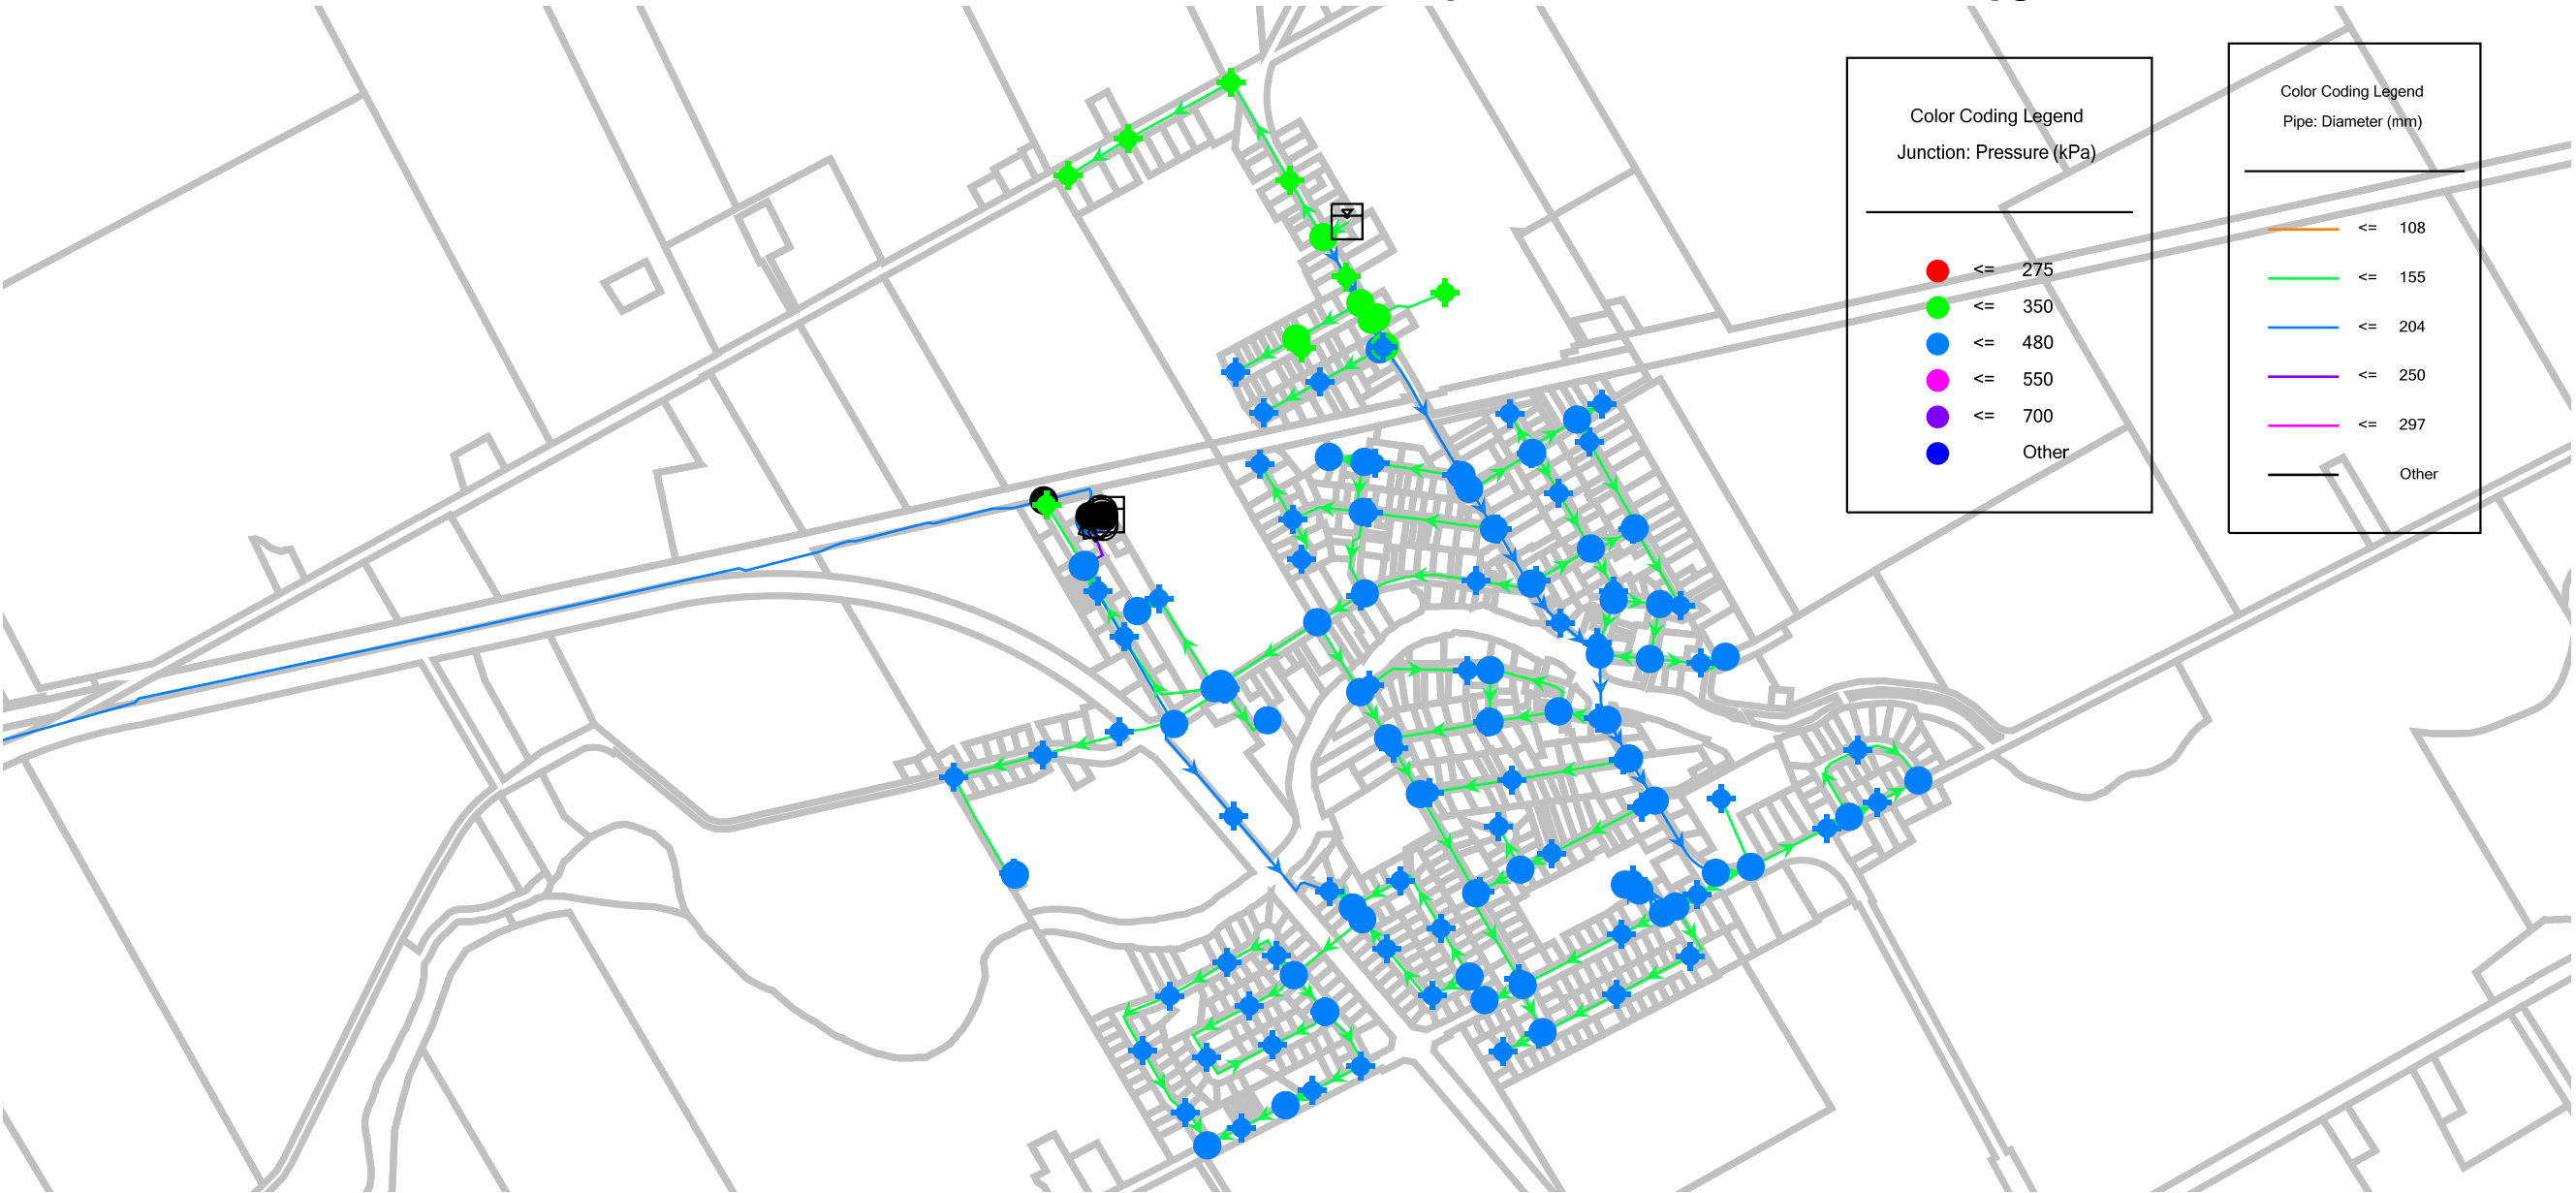 Color Coding Legend
Junction: Pressure (kPa)
<= 275
<= 350
<= 480
<= 550
<= 700
Other
Color Coding Legend
Pipe: Diameter (mm)
<= 108
<= 155
<= 204
<= 250
<= 297
Other